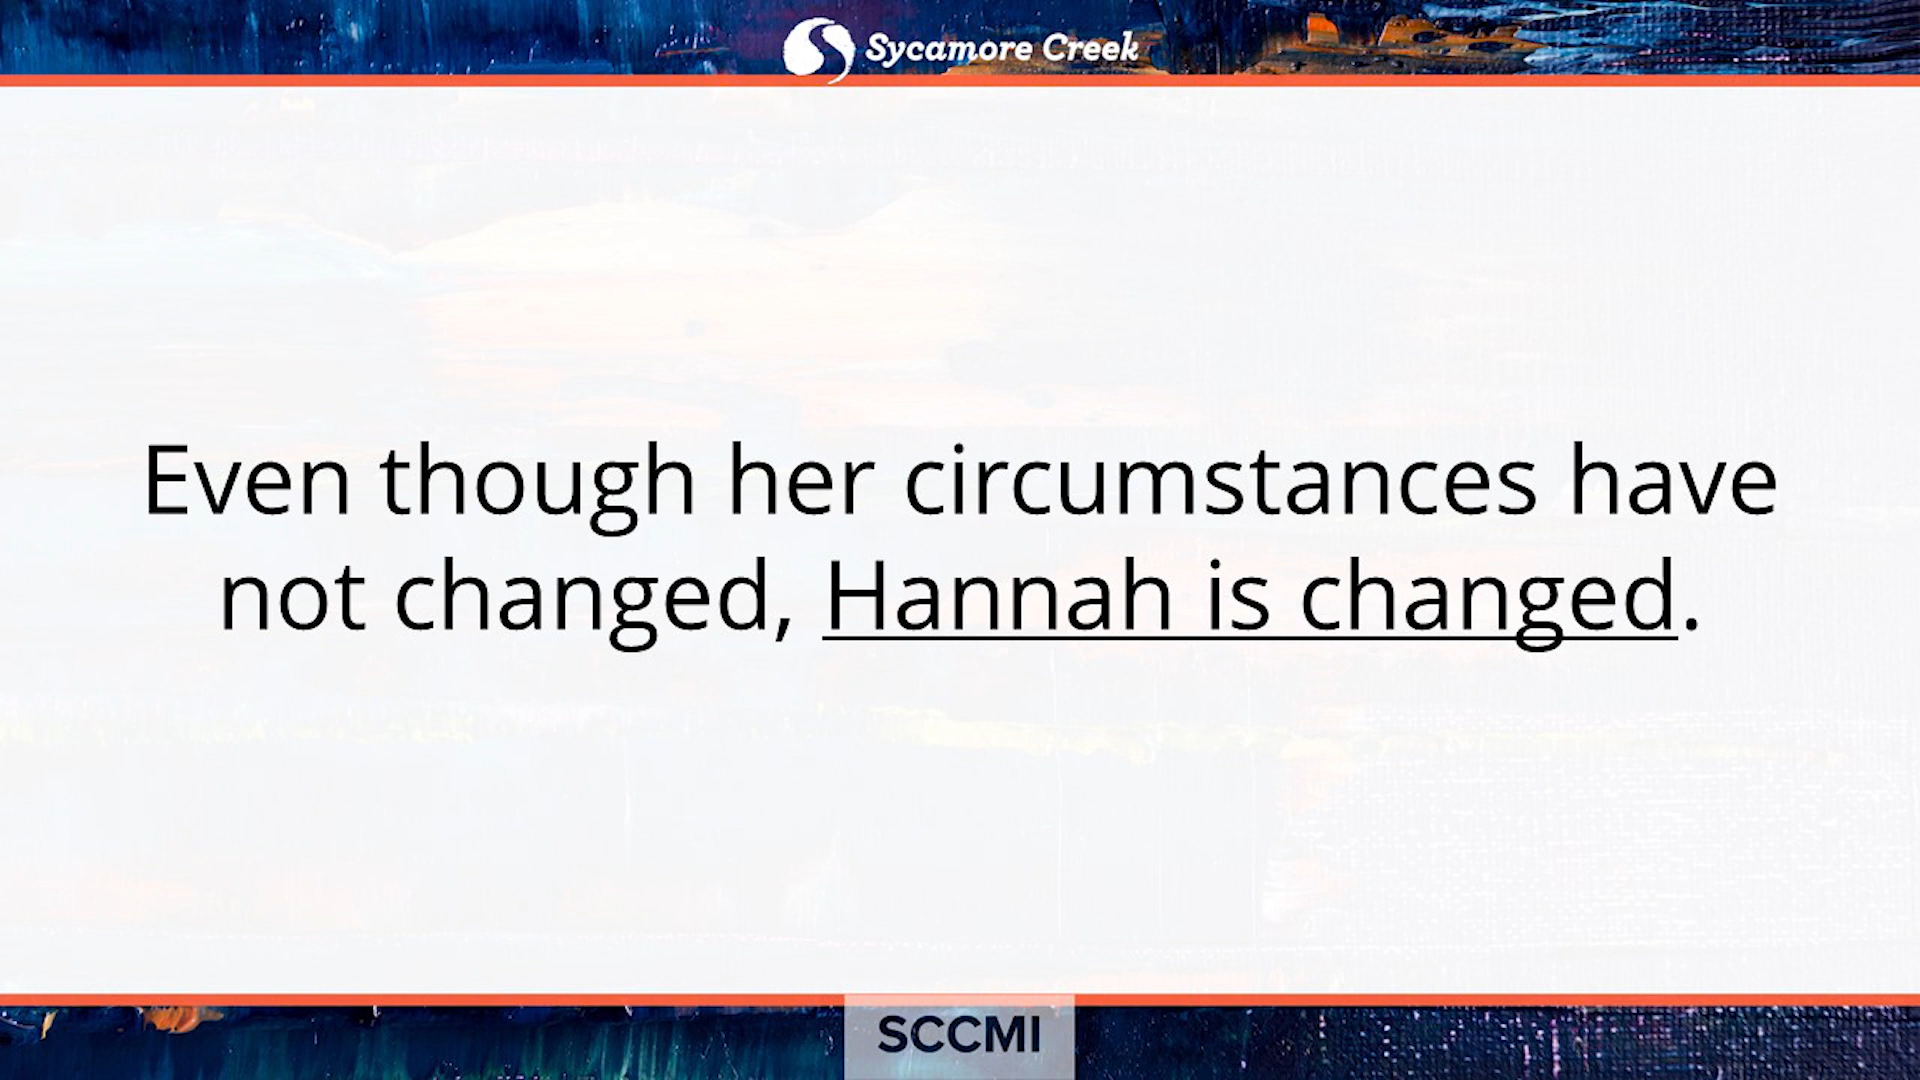 Sycamore Creek
Even though her circumstances have
not changed, Hannah is changed.
SCCMI